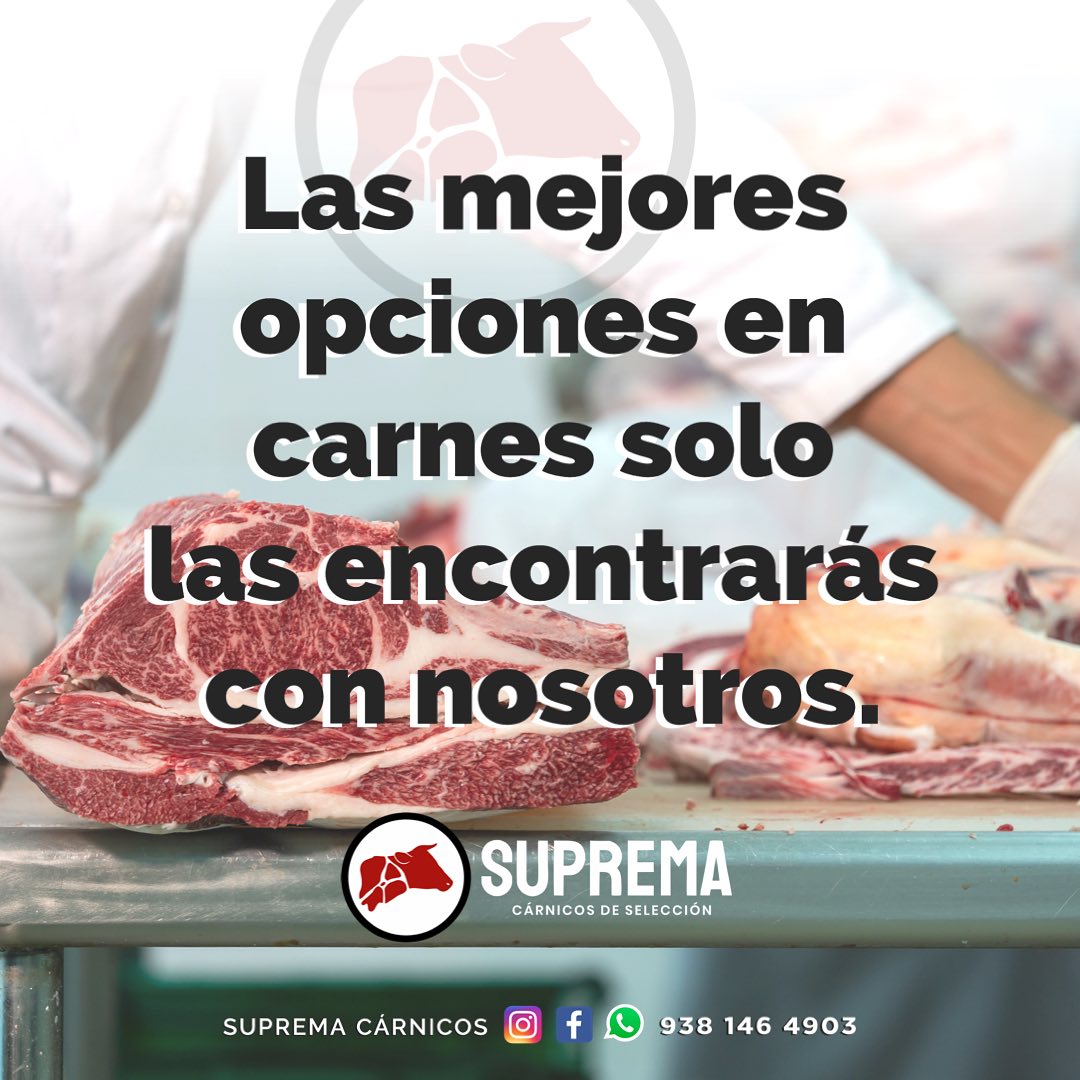 Las mejores
opciones en
carnes solo
las encontrarás
con nosotros.
SUPREMA
CÁRNICOS DE SELECCIÓN
SUPREMA CÁRNICOS 938 146 4903